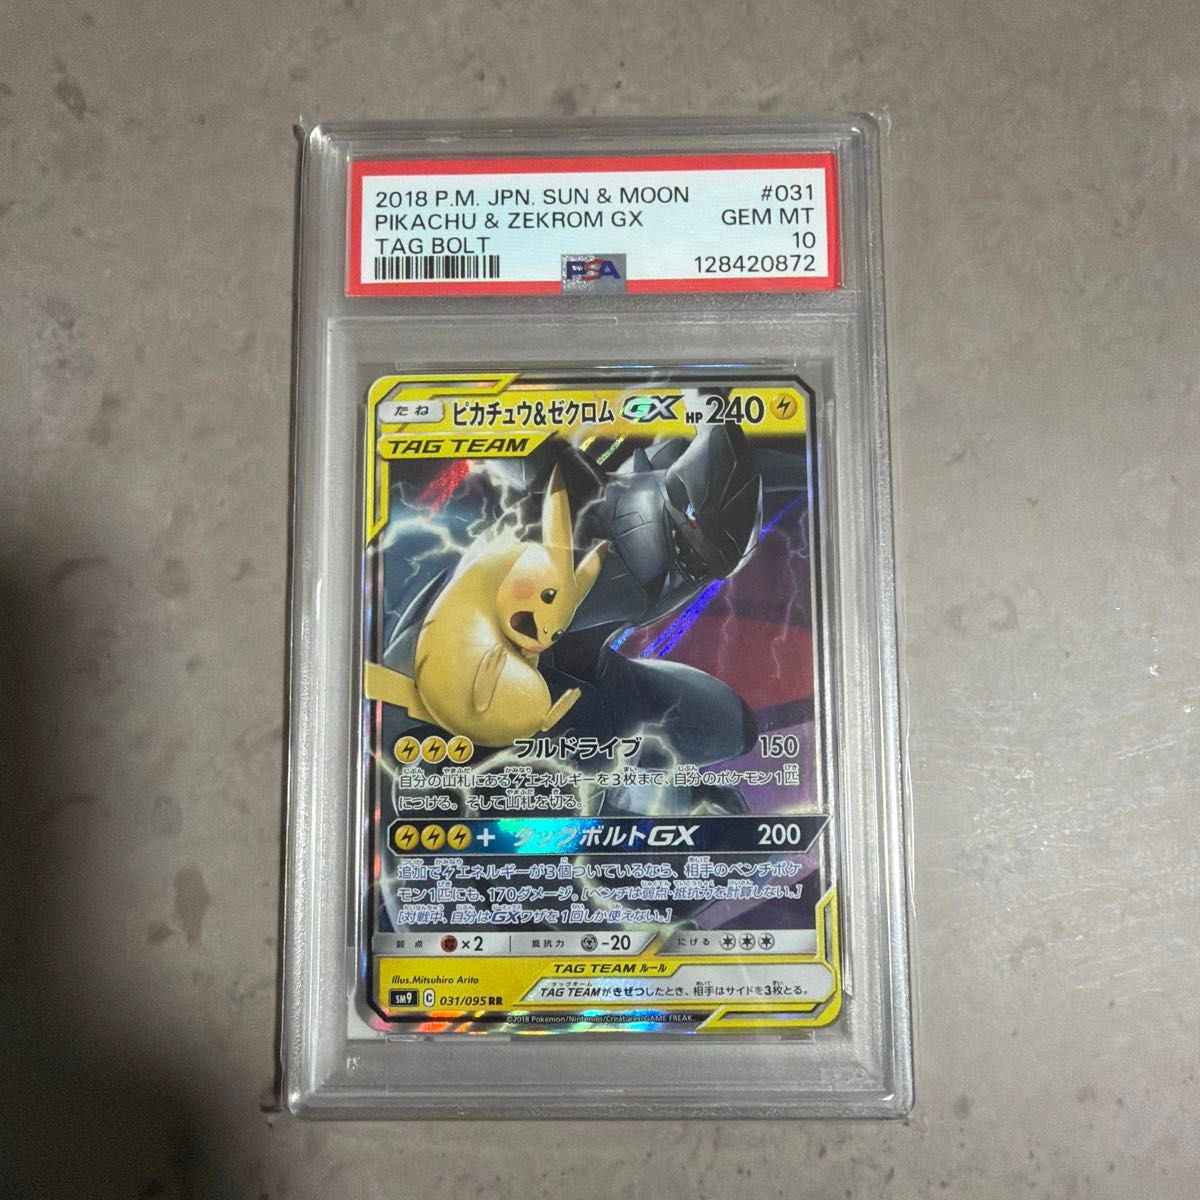 2018 P.M. JPN. SUN & MOON #031
PIKACHU & ZEKROM GX GEM MT
TAG BOLT 10
PSA 128420872
たね ピカチュウ&ゼクロムGX HP240
TAG TEAM
フルドライブ 150
自分の山札にあるエネルギーを3枚まで、自分のポケモン1匹
につける。そして山札を切る。
+ タッグボルトGX 200
追加でエネルギーが3個ついているなら、相手のベンチポケ
モン1匹にも、170ダメージ。[ベンチは弱点・抵抗力を計算しない。]
[対戦中、自分はGXワザを1回しか使えない。]
弱点 ×2 抵抗力 -20 にげる
Illus.Mitsuhiro Arita
TAG TEAM ルール
TAG TEAMがきぜつしたとき、相手はサイドを3枚とる。
SM9 C 031/095 RR
©2018 Pokémon/Nintendo/Creatures/GAME FREAK.